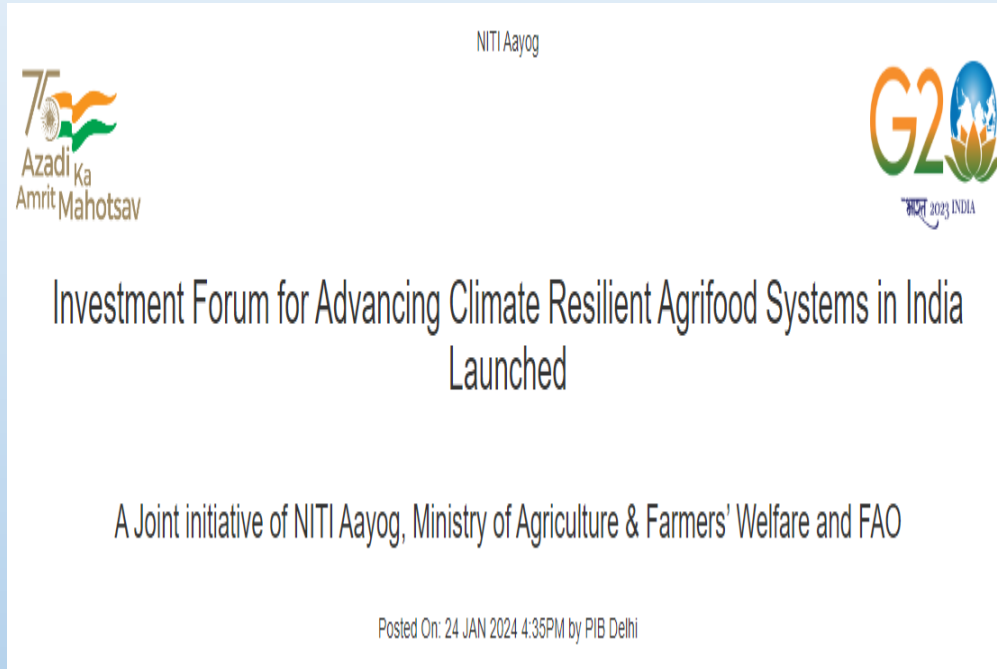 NITI Aayog
75
Azadi Ka
Amrit Mahotsav
G20
भारत 2023 INDIA
Investment Forum for Advancing Climate Resilient Agrifood Systems in India
Launched
A Joint initiative of NITI Aayog, Ministry of Agriculture & Farmers' Welfare and FAO
Posted On: 24 JAN 2024 4:35PM by PIB Delhi